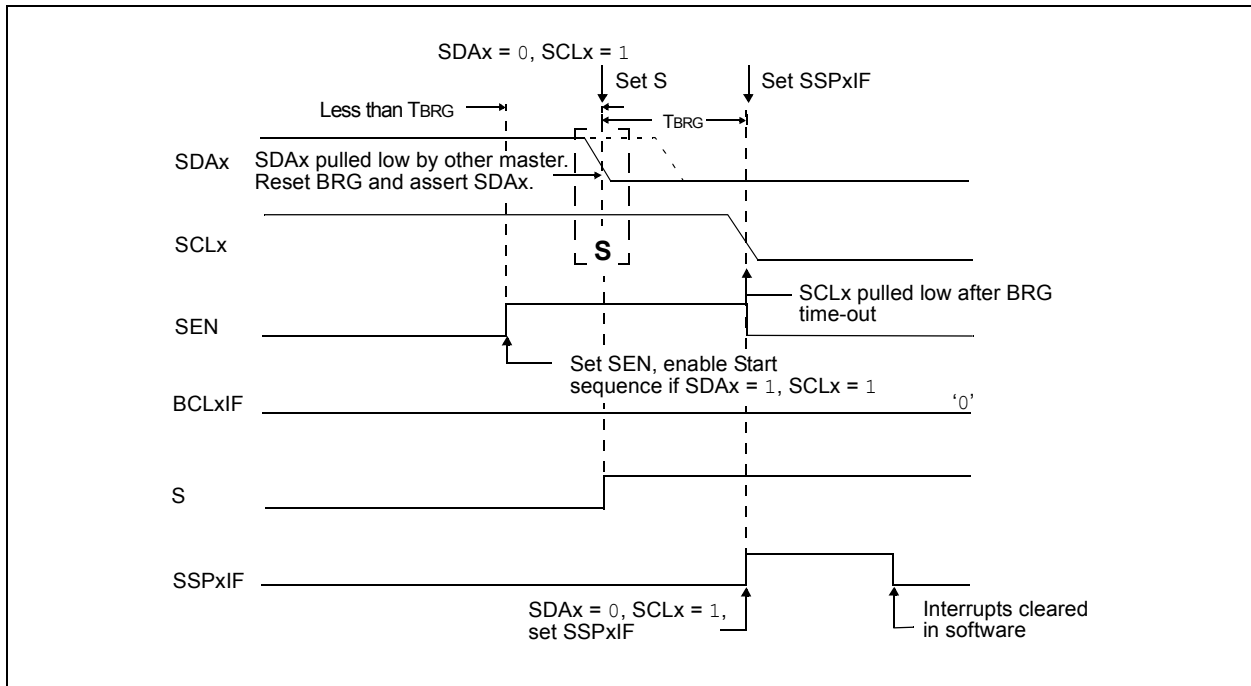 SDAx = 0, SCLx = 1
Set S
Set SSPxIF
Less than TBRG
TBRG
SDAx
SDAx pulled low by other master.
Reset BRG and assert SDAx.
SCLx
S
SCLx pulled low after BRG
time-out
SEN
Set SEN, enable Start
sequence if SDAx = 1, SCLx = 1
BCLxIF
‘0’
S
SSPxIF
SDAx = 0, SCLx = 1,
set SSPxIF
Interrupts cleared
in software